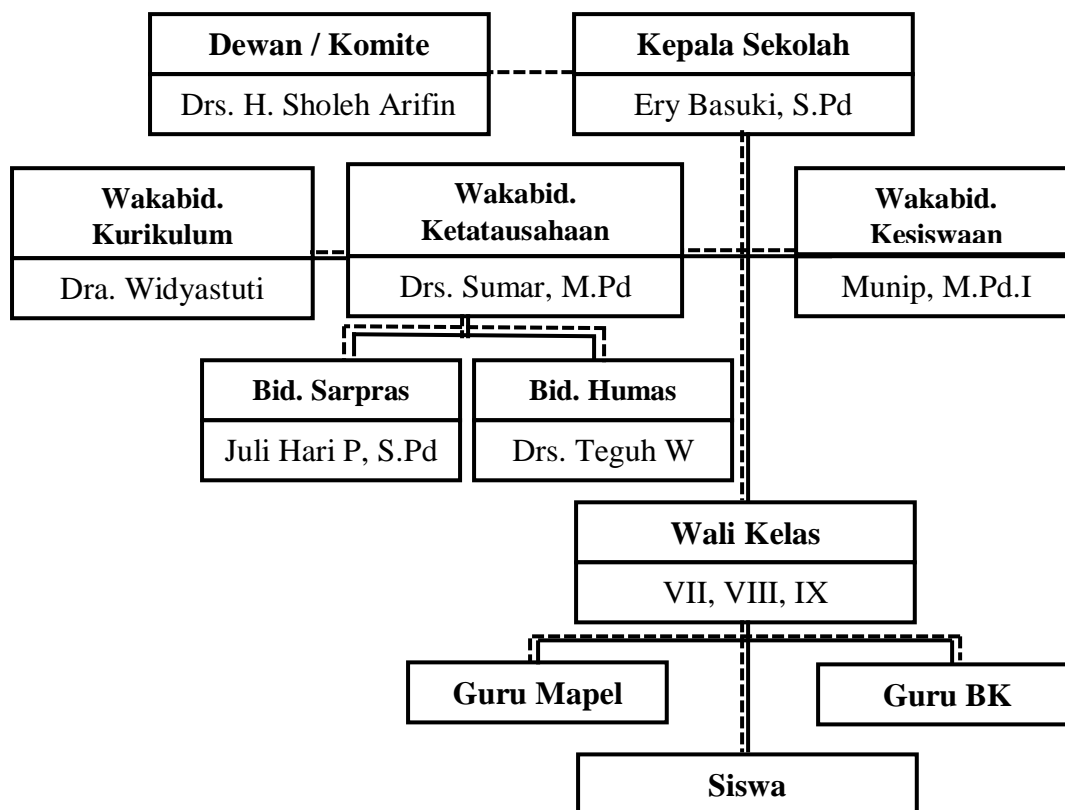 Dewan / Komite
Drs. H. Sholeh Arifin
Kepala Sekolah
Ery Basuki, S.Pd
Wakabid.
Kurikulum
Dra. Widyastuti
Wakabid.
Ketatausahaan
Drs. Sumar, M.Pd
Wakabid.
Kesiswaan
Munip, M.Pd.I
Bid. Sarpras
Juli Hari P, S.Pd
Bid. Humas
Drs. Teguh W
Wali Kelas
VII, VIII, IX
Guru Mapel
Guru BK
Siswa